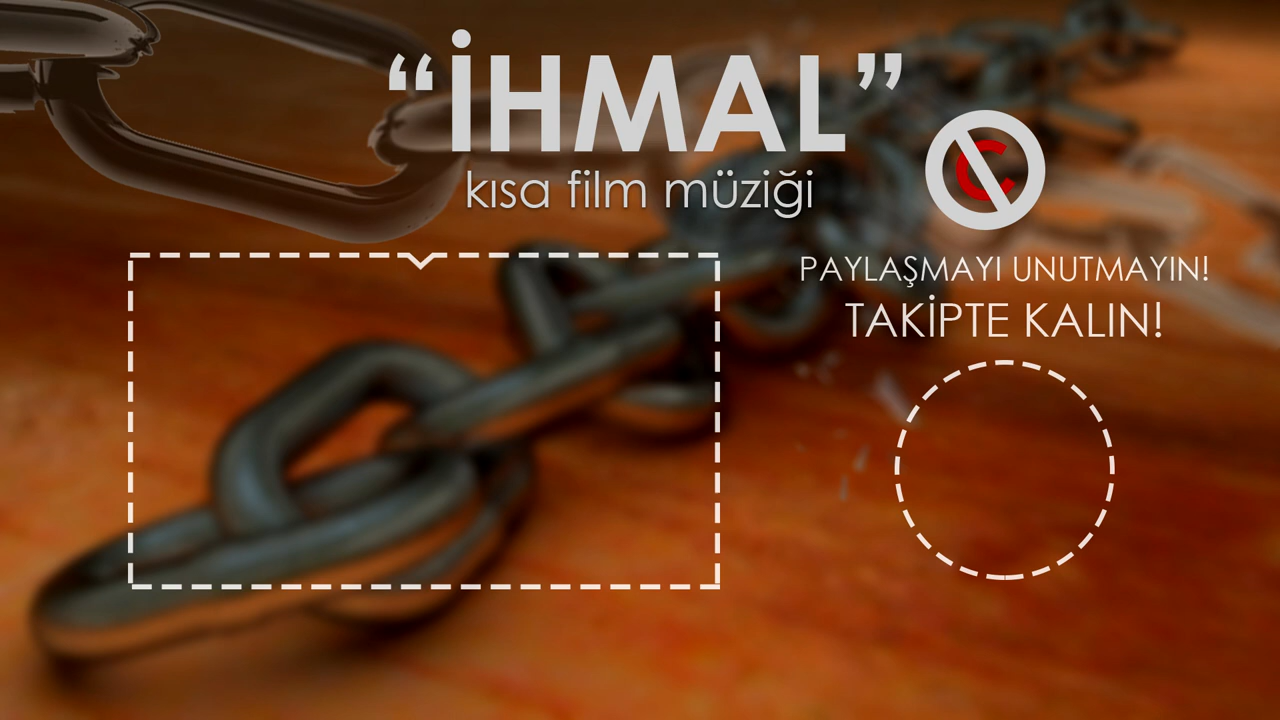 “İHMAL”
kısa film müziği
C
PAYLAŞMAYI UNUTMAYIN!
TAKİPTE KALIN!